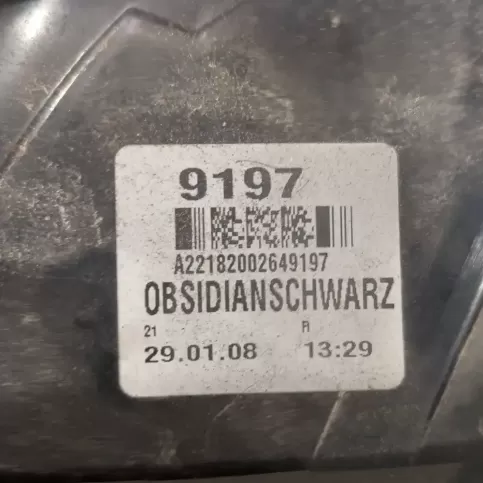 9197
A22182002649197
OBSIDIANSCHWARZ
21 R
29.01.08 13:29